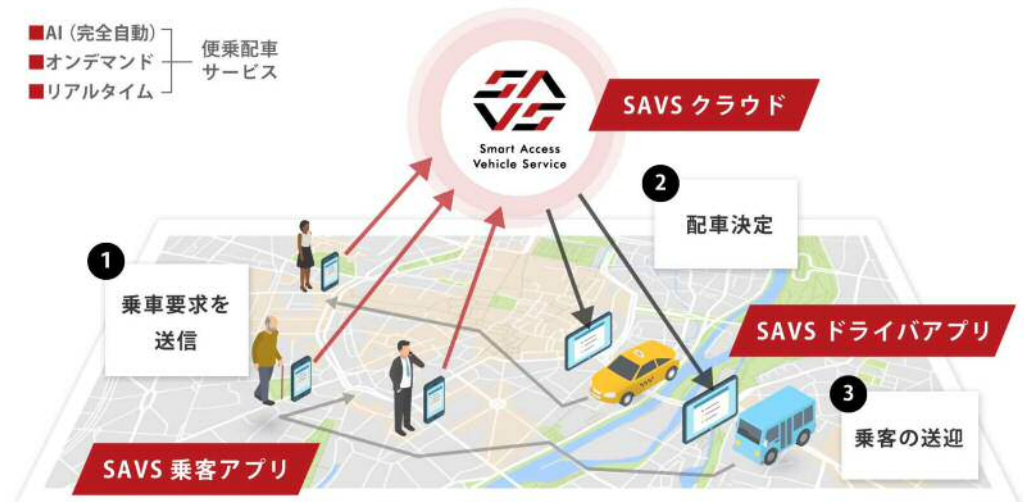 ■AI（完全自動）
■オンデマンド
■リアルタイム
便乗配車
サービス
SAVS
Smart Access
Vehicle Service
SAVS クラウド
1
乗車要求を
送信
2
配車決定
SAVS ドライバアプリ
3
乗客の送迎
SAVS 乗客アプリ